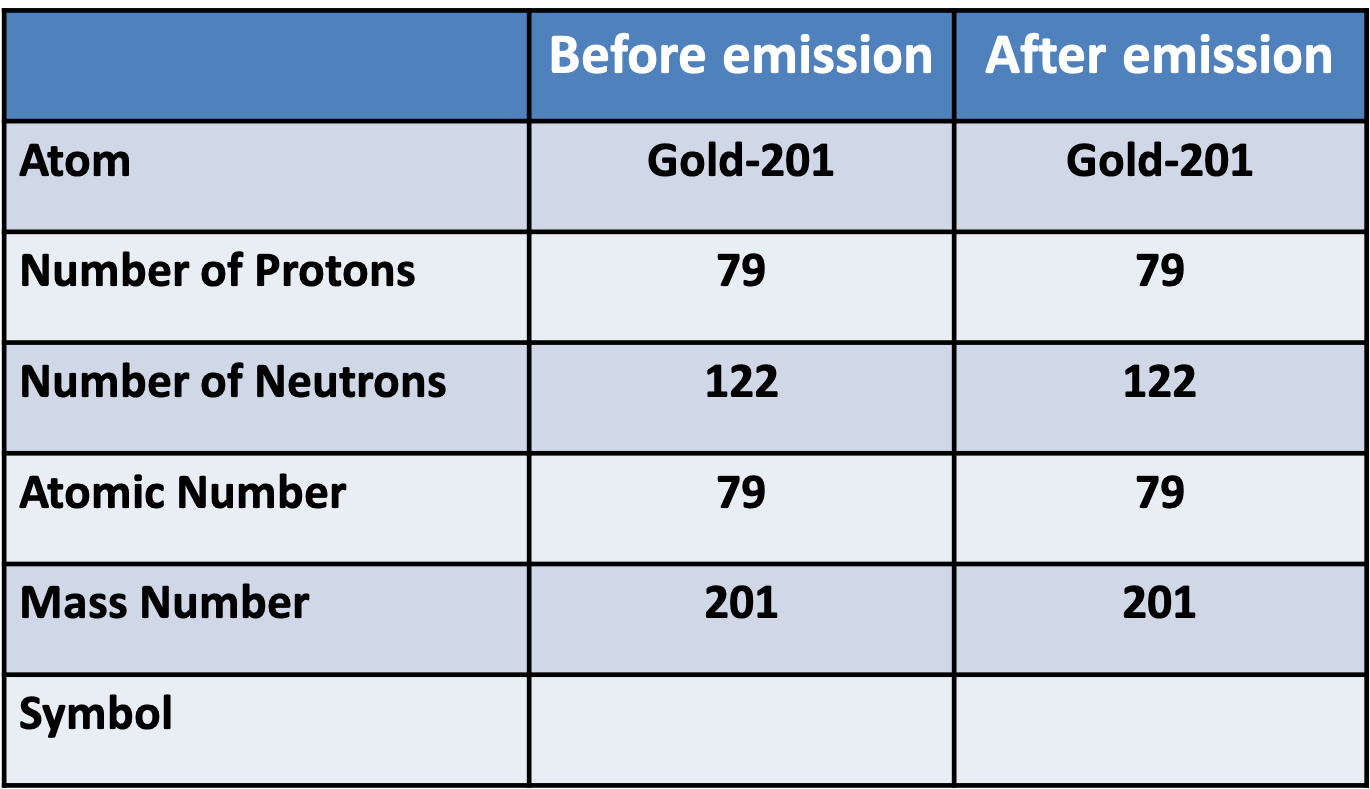 Before emission After emission
Atom Gold-201 Gold-201
Number of Protons 79 79
Number of Neutrons 122 122
Atomic Number 79 79
Mass Number 201 201
Symbol